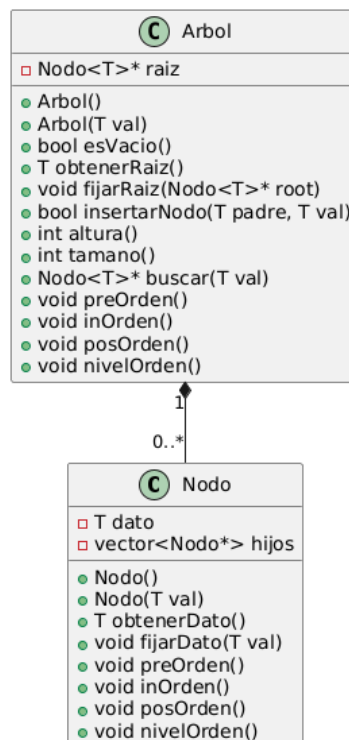 C Arbol
Nodo<T>* raiz
Arbol()
Arbol(T val)
bool esVacio()
T obtenerRaiz()
void fijarRaiz(Nodo<T>* root)
bool insertarNodo(T padre, T val)
int altura()
int tamano()
Nodo<T>* buscar(T val)
void preOrden()
void inOrden()
void posOrden()
void nivelOrden()
1
0..*
C Nodo
T dato
vector<Nodo*> hijos
Nodo()
Nodo(T val)
T obtenerDato()
void fijarDato(T val)
void preOrden()
void inOrden()
void posOrden()
void nivelOrden()